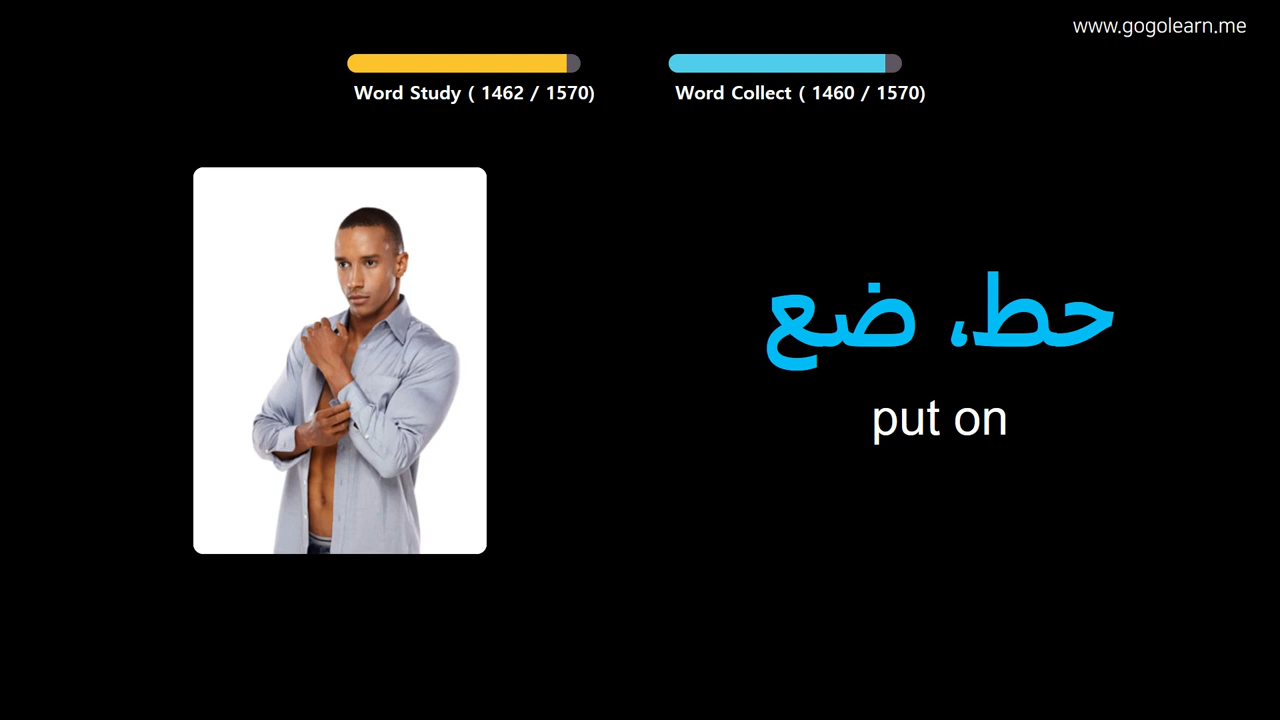 www.gogolearn.me
Word Study ( 1462 / 1570)
Word Collect ( 1460 / 1570)
حط، ضع
put on